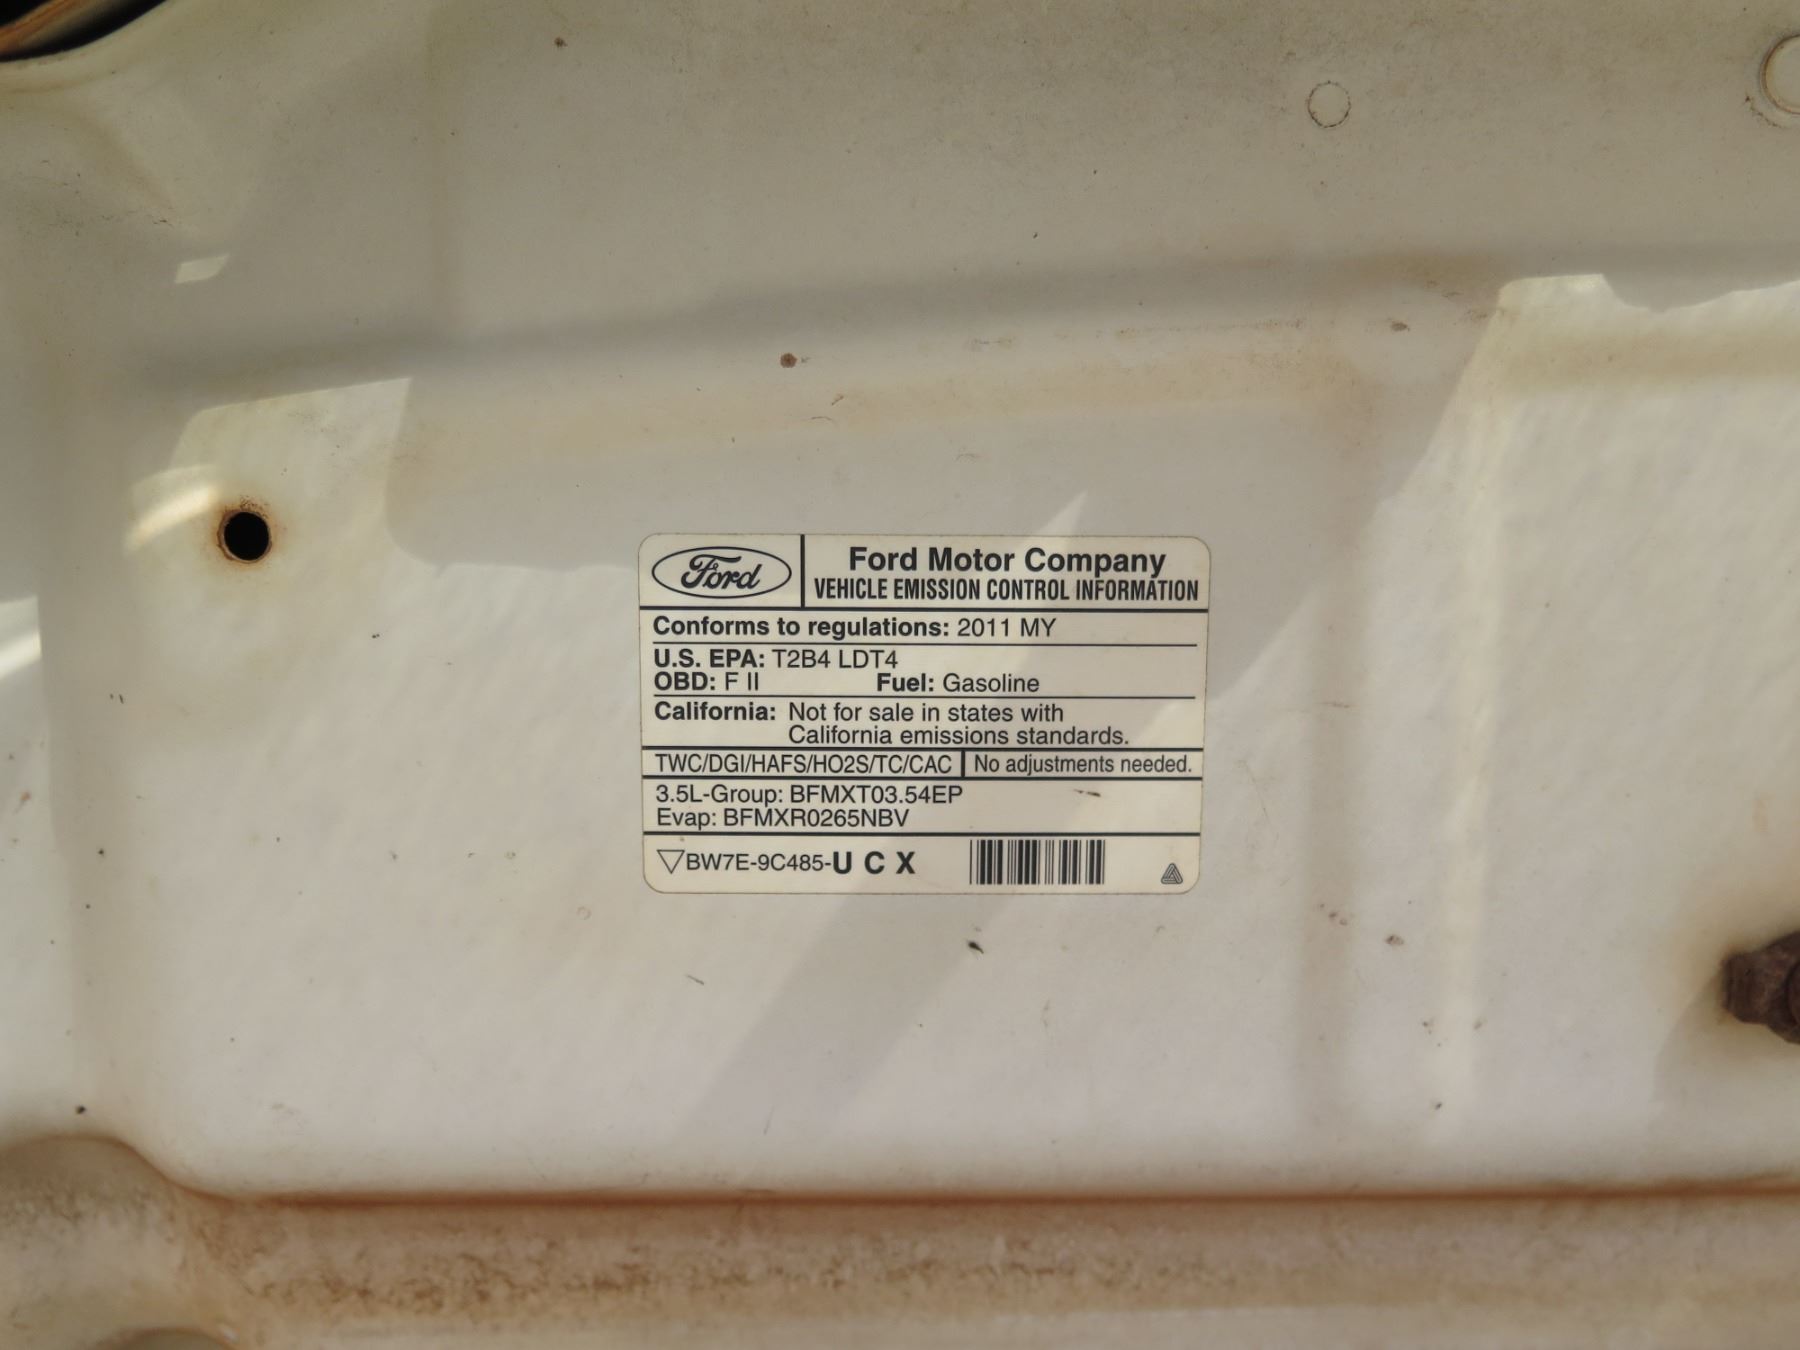 Ford
Ford Motor Company
VEHICLE EMISSION CONTROL INFORMATION
Conforms to regulations: 2011 MY
U.S. EPA: T2B4 LDT4
OBD: F II Fuel: Gasoline
California: Not for sale in states with
California emissions standards.
TWC/DGI/HAFS/HO2S/TC/CAC No adjustments needed.
3.5L-Group: BFMXT03.54EP
Evap: BFMXR0265NBV
BW7E-9C485-U C X